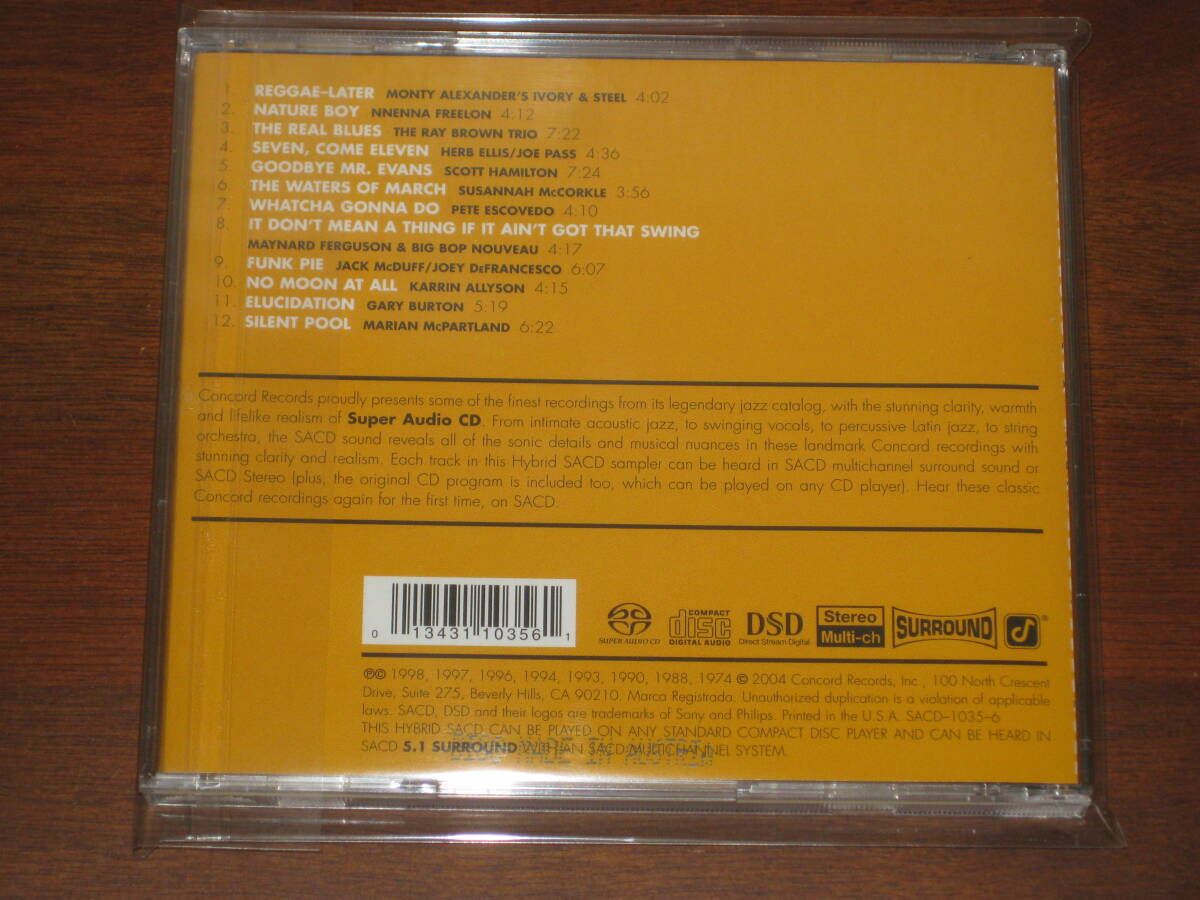 1. REGGAE–LATER MONTY ALEXANDER'S IVORY & STEEL 4:02
2. NATURE BOY NNENNA FREELON 4:12
3. THE REAL BLUES THE RAY BROWN TRIO 7:22
4. SEVEN, COME ELEVEN HERB ELLIS/JOE PASS 4:36
5. GOODBYE MR. EVANS SCOTT HAMILTON 7:24
6. THE WATERS OF MARCH SUSANNAH McCORKLE 3:56
7. WHATCHA GONNA DO PETE ESCOVEDO 4:10
8. IT DON'T MEAN A THING IF IT AIN'T GOT THAT SWING
MAYNARD FERGUSON & BIG BOP NOUVEAU 4:17
9. FUNK PIE JACK McDUFF/JOEY DeFRANCESCO 6:07
10. NO MOON AT ALL KARRIN ALLYSON 4:15
11. ELUCIDATION GARY BURTON 5:19
12. SILENT POOL MARIAN McPARTLAND 6:22
Concord Records proudly presents some of the finest recordings from its legendary jazz catalog, with the stunning clarity, warmth
and lifelike realism of Super Audio CD. From intimate acoustic jazz, to swinging vocals, to percussive Latin jazz, to string
orchestra, the SACD sound reveals all of the sonic details and musical nuances in these landmark Concord recordings with
stunning clarity and realism. Each track in this Hybrid SACD sampler can be heard in SACD multichannel surround sound or
SACD Stereo (plus, the original CD program is included too, which can be played on any CD player). Hear these classic
Concord recordings again for the first time, on SACD.
0 13431 10356 1
SUPER AUDIO CD
COMPACT disc DIGITAL AUDIO
DSD Direct Stream Digital
Stereo
Multi-ch
SURROUND
®
℗© 1998, 1997, 1996, 1994, 1993, 1990, 1988, 1974 © 2004 Concord Records, Inc., 100 North Crescent
Drive, Suite 275, Beverly Hills, CA 90210. Marca Registrada. Unauthorized duplication is a violation of applicable
laws. SACD, DSD and their logos are trademarks of Sony and Philips. Printed in the U.S.A. SACD–1035–6
THIS HYBRID SACD CAN BE PLAYED ON ANY STANDARD COMPACT DISC PLAYER AND CAN BE HEARD IN
SACD 5.1 SURROUND WITH AN SACD MULTICHANNEL SYSTEM.
DISC MADE IN AUSTRIA